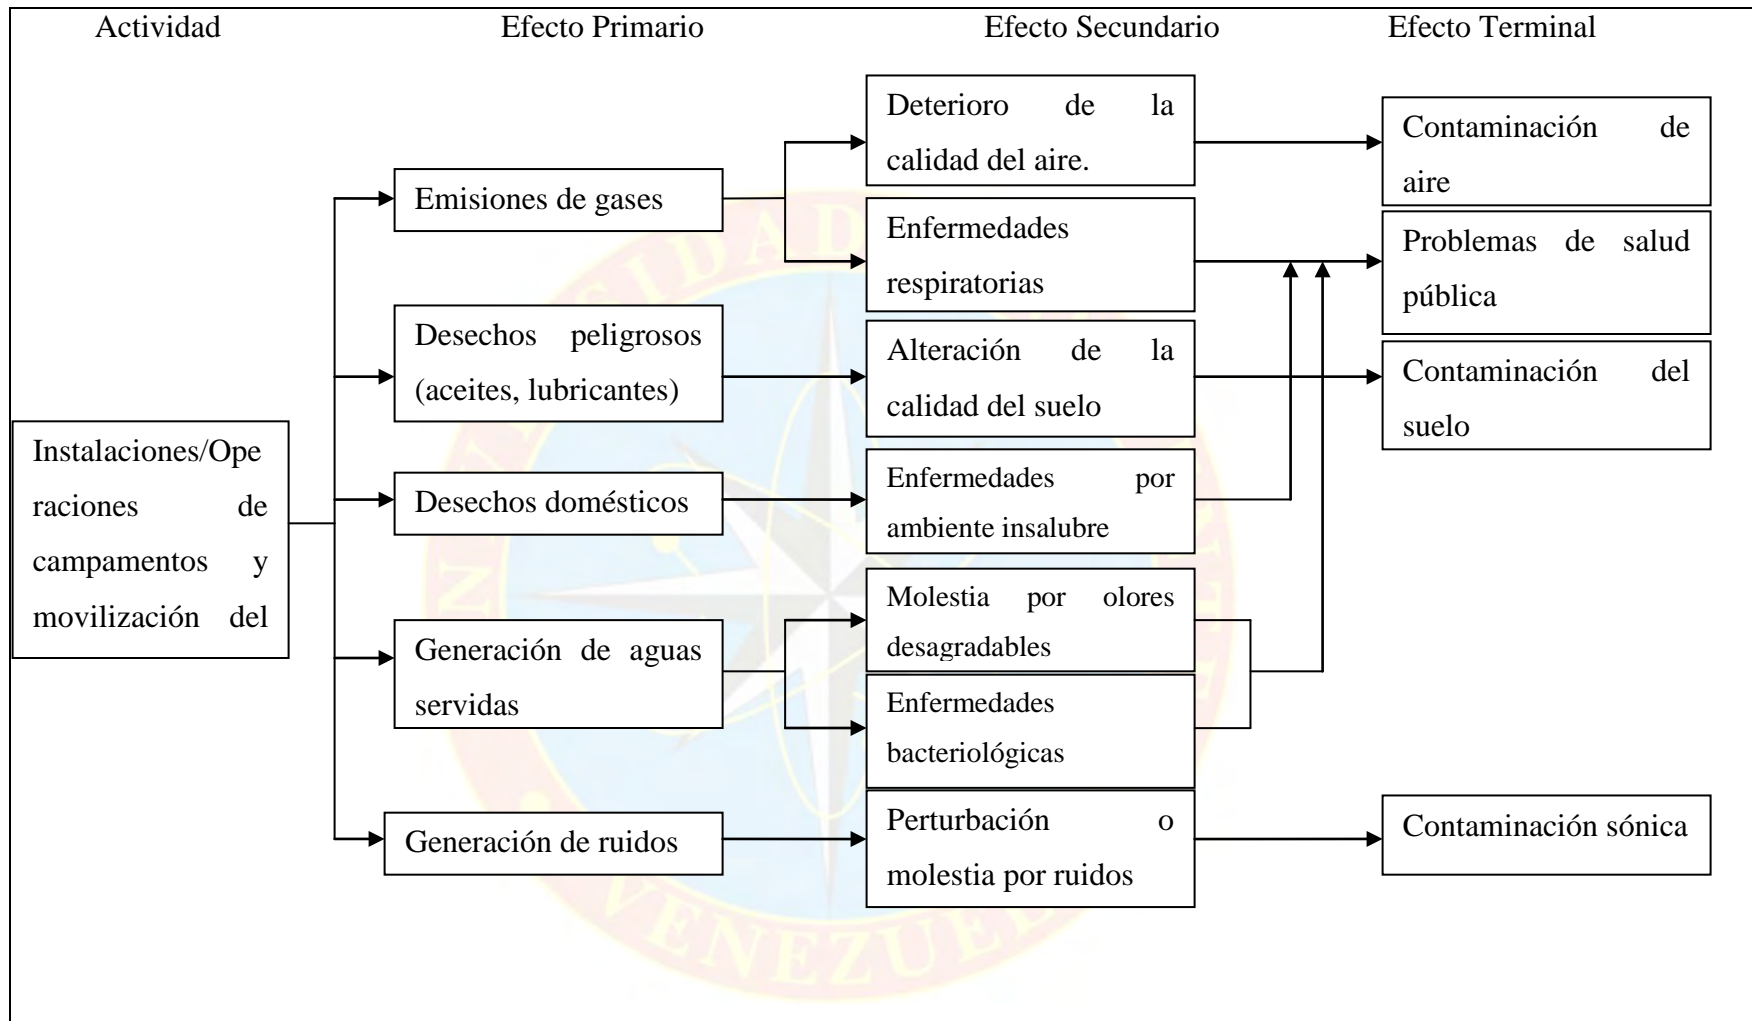 Actividad Efecto Primario Efecto Secundario Efecto Terminal
Instalaciones/Ope
raciones de
campamentos y
movilización del
Emisiones de gases
Desechos peligrosos
(aceites, lubricantes)
Desechos domésticos
Generación de aguas
servidas
Generación de ruidos
Deterioro de la
calidad del aire.
Enfermedades
respiratorias
Alteración de la
calidad del suelo
Enfermedades por
ambiente insalubre
Molestia por olores
desagradables
Enfermedades
bacteriológicas
Perturbación o
molestia por ruidos
Contaminación de
aire
Problemas de salud
pública
Contaminación del
suelo
Contaminación sónica
VENEZUELA